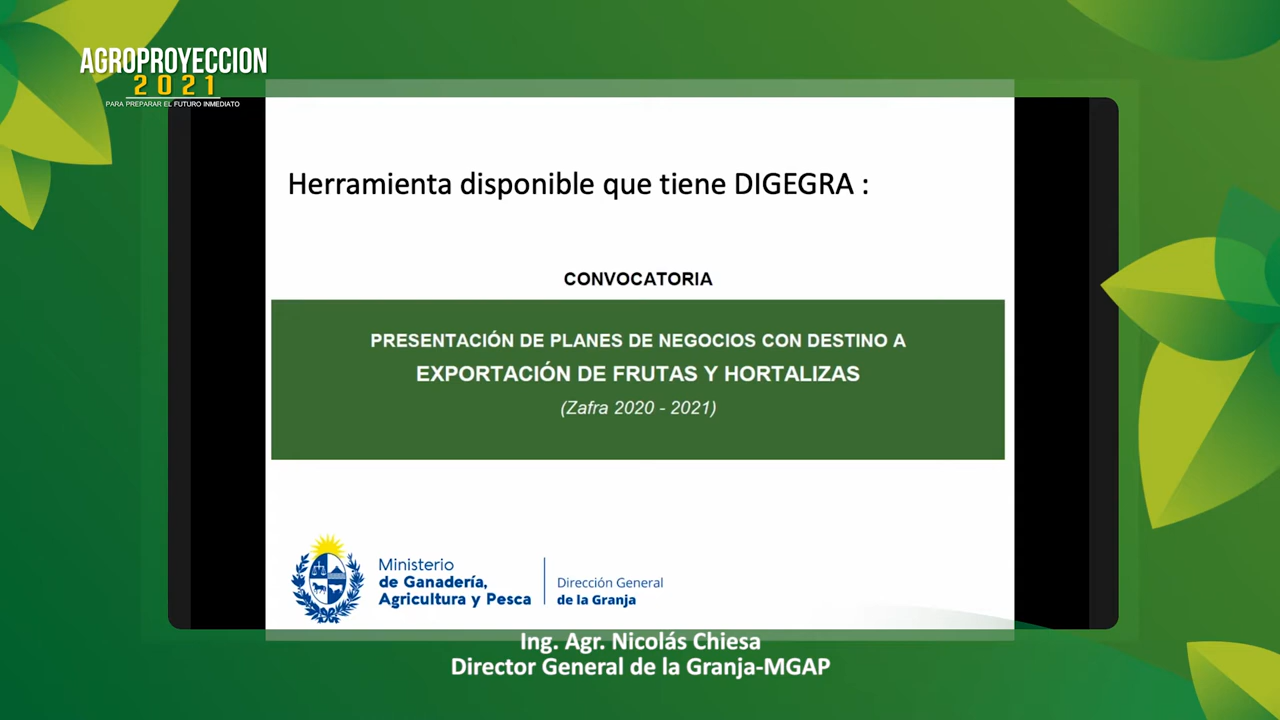 AGROPROYECCION
2021
PARA PREPARAR EL FUTURO INMEDIATO
Herramienta disponible que tiene DIGEGRA :
CONVOCATORIA
PRESENTACIÓN DE PLANES DE NEGOCIOS CON DESTINO A
EXPORTACIÓN DE FRUTAS Y HORTALIZAS
(Zafra 2020 - 2021)
Ministerio
de Ganadería,
Agricultura y Pesca
Dirección General
de la Granja
Ing. Agr. Nicolás Chiesa
Director General de la Granja-MGAP